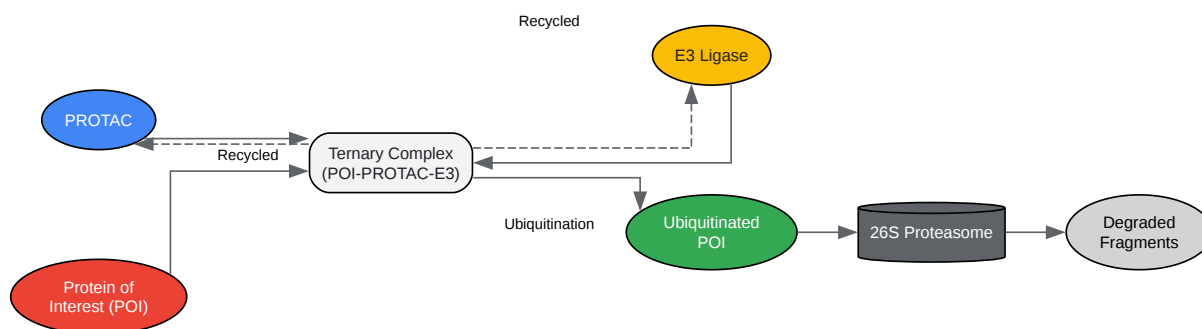 Recycled
E3 Ligase
PROTAC
Recycled
Ternary Complex
(POI-PROTAC-E3)
Ubiquitination
Ubiquitinated
POI
26S Proteasome
Degraded
Fragments
Protein of
Interest (POI)